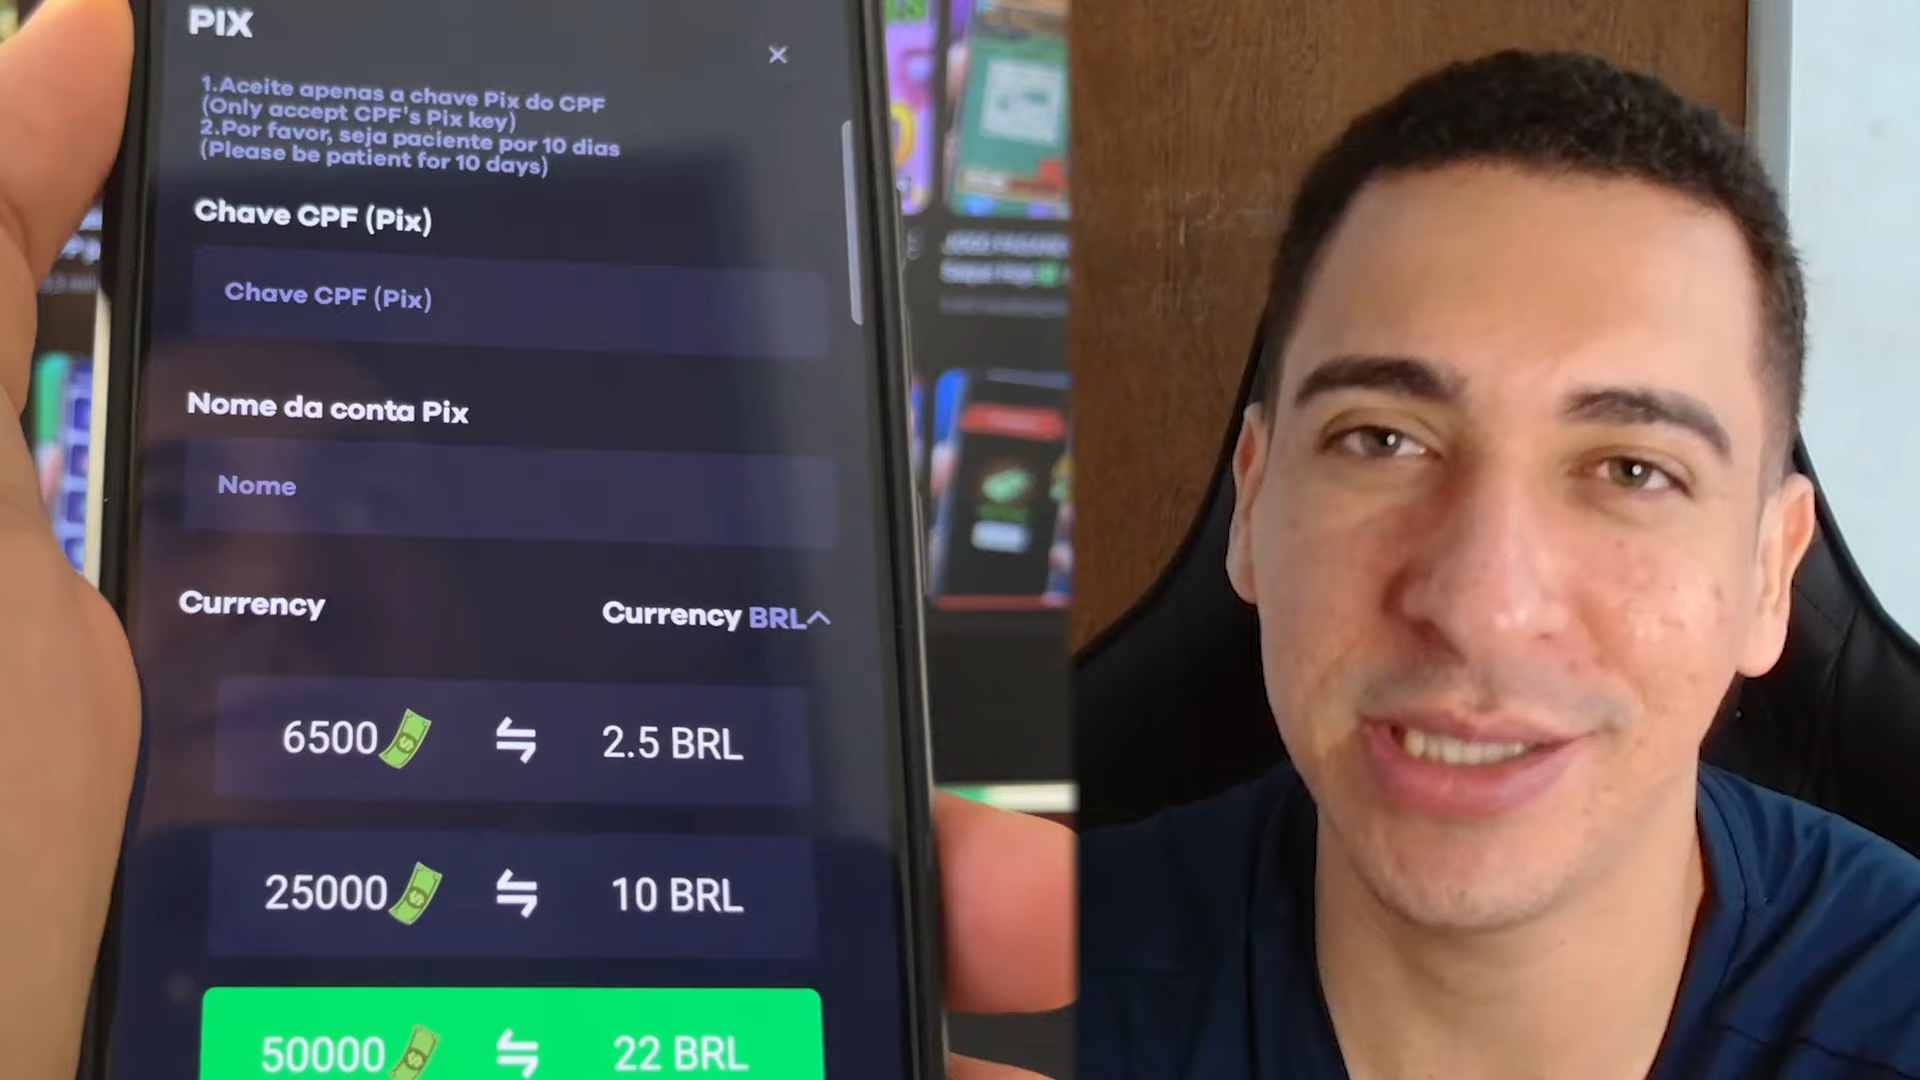 PIX
1.Aceite apenas a chave Pix do CPF
(Only accept CPF's Pix key)
2.Por favor, seja paciente por 10 dias
(Please be patient for 10 days)
Chave CPF (Pix)
Chave CPF (Pix)
Nome da conta Pix
Nome
Currency
Currency BRL
6500 2.5 BRL
25000 10 BRL
50000 22 BRL